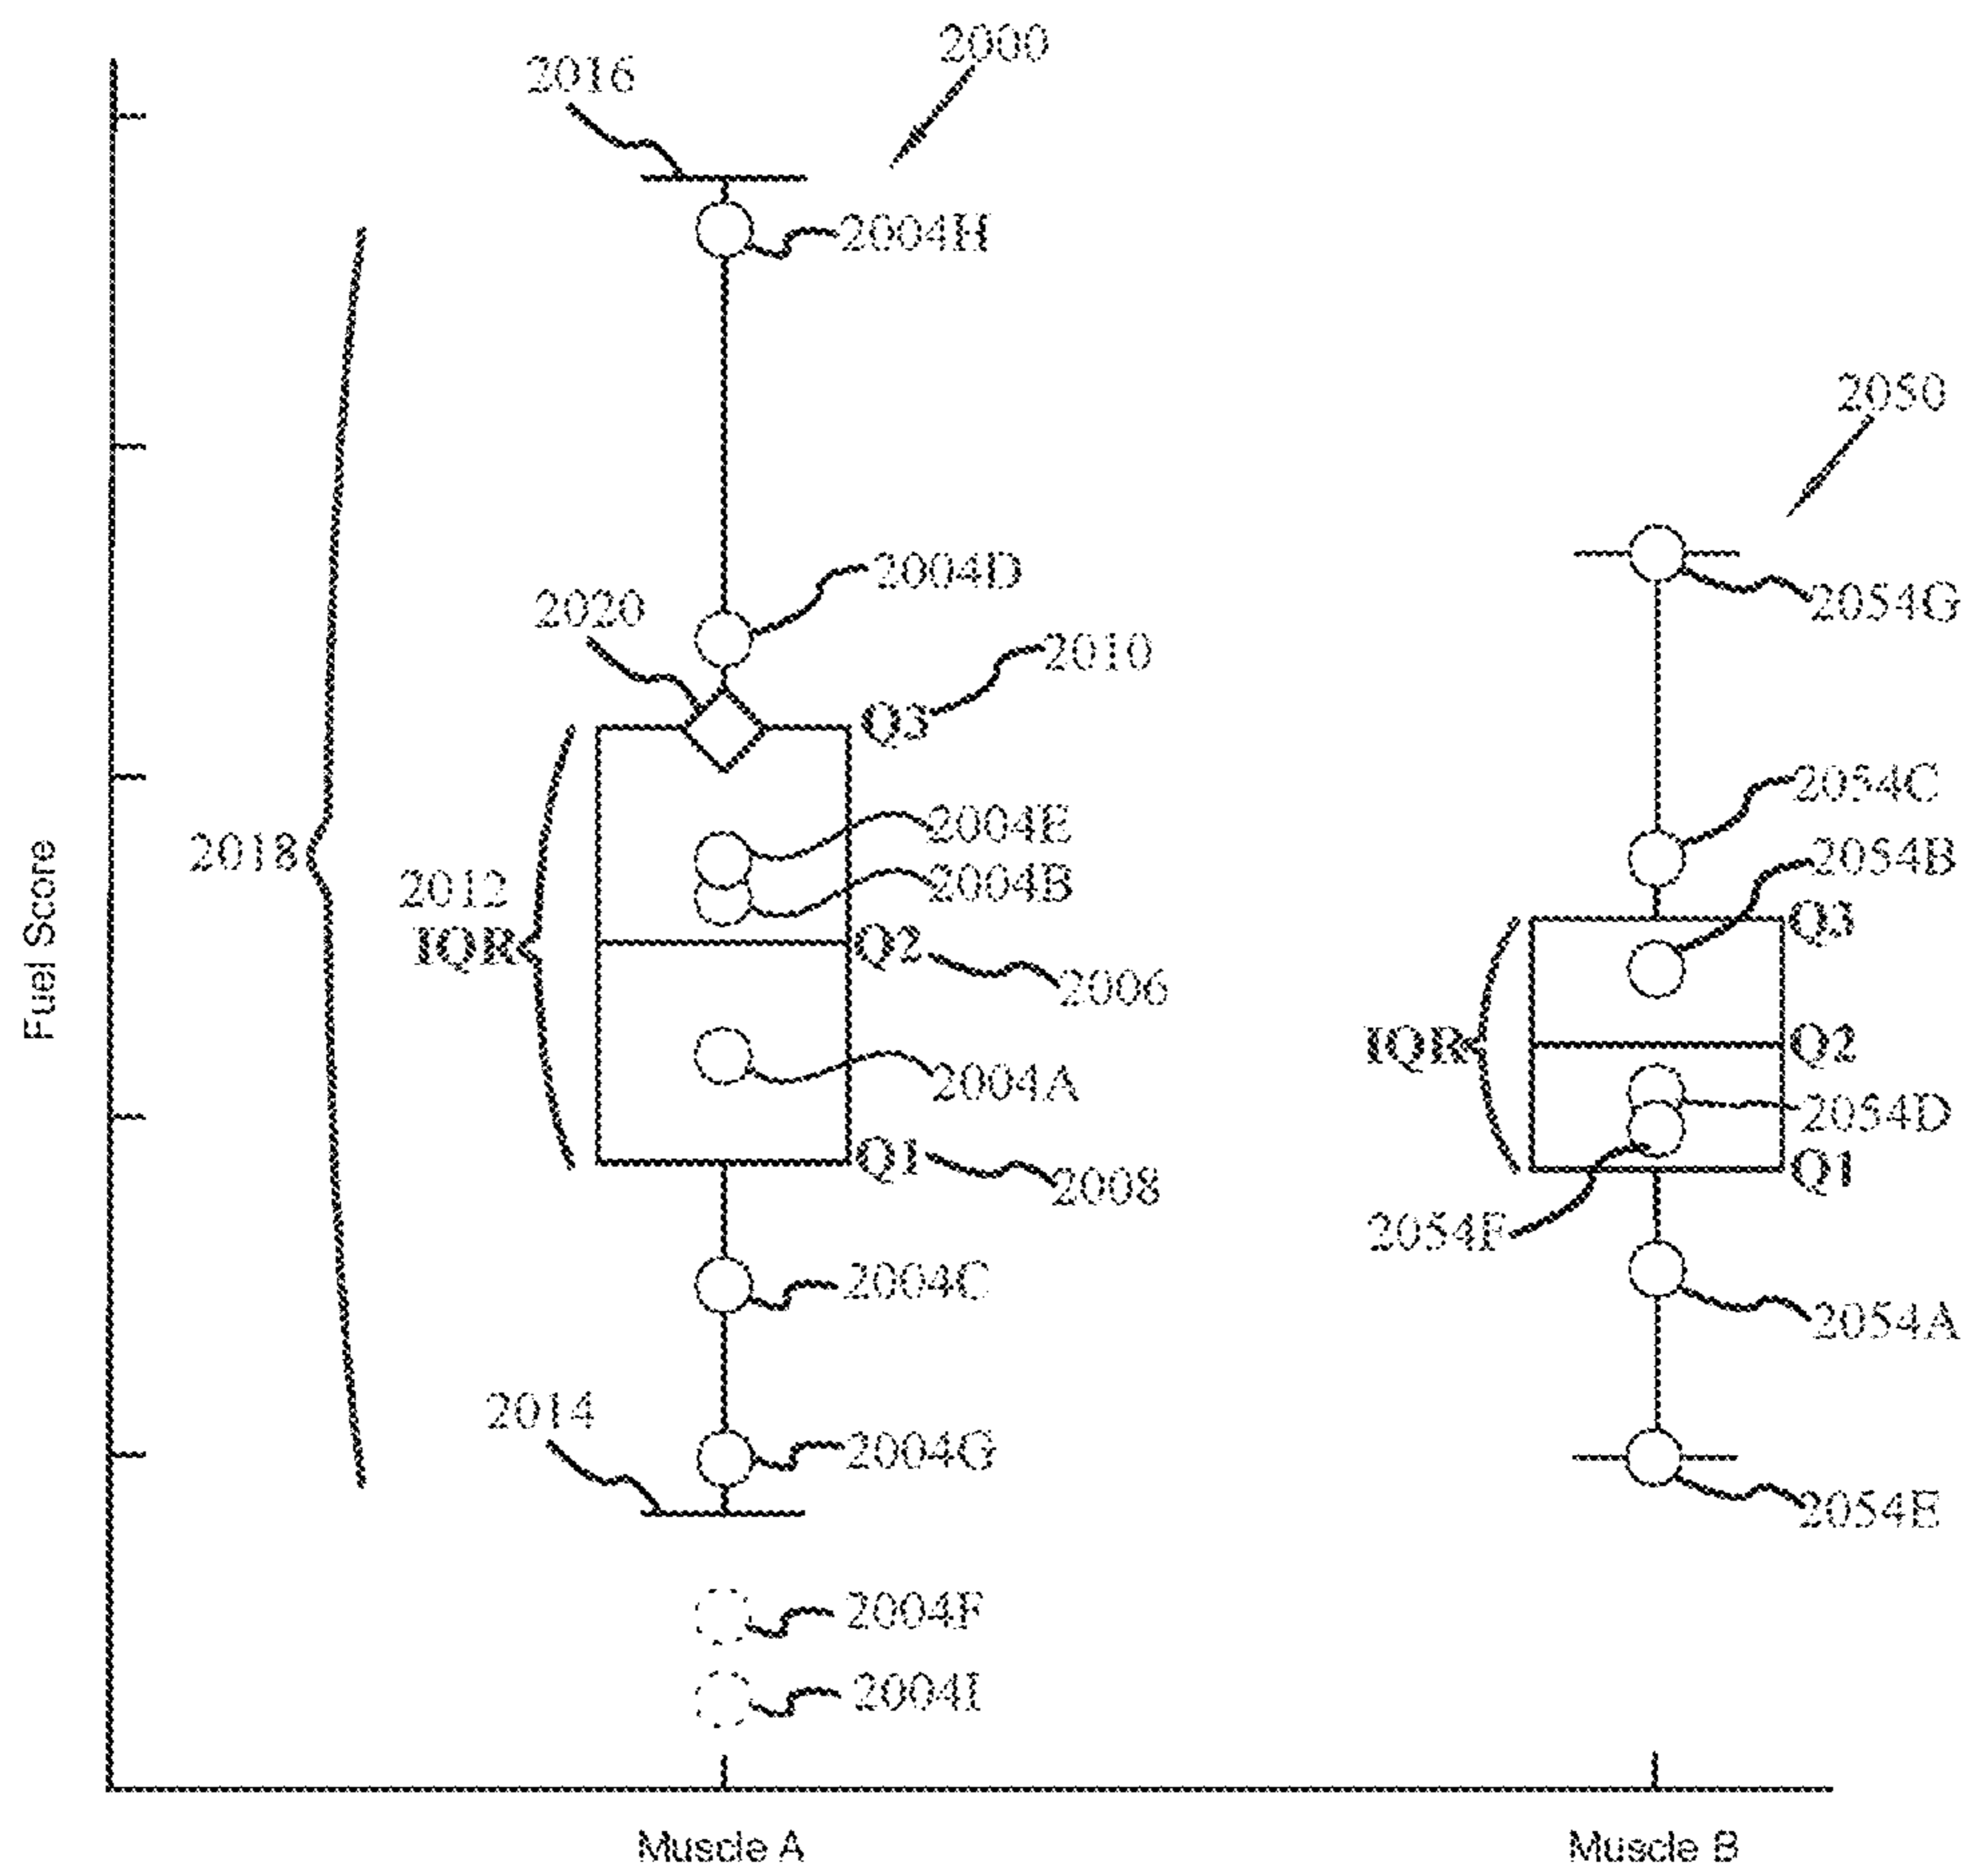 2000
2016
2004H
2050
2004D
2054G
2020
2010
Q3
2054C
2004E
2054B
2018
2004B
2012
Q3
IQR
Q2
2006
Fuel Score
Q2
IQR
2004A
2054D
Q1
Q1
2008
2054F
2004C
2054A
2014
2004G
2054E
2004F
2004I
Muscle A
Muscle B